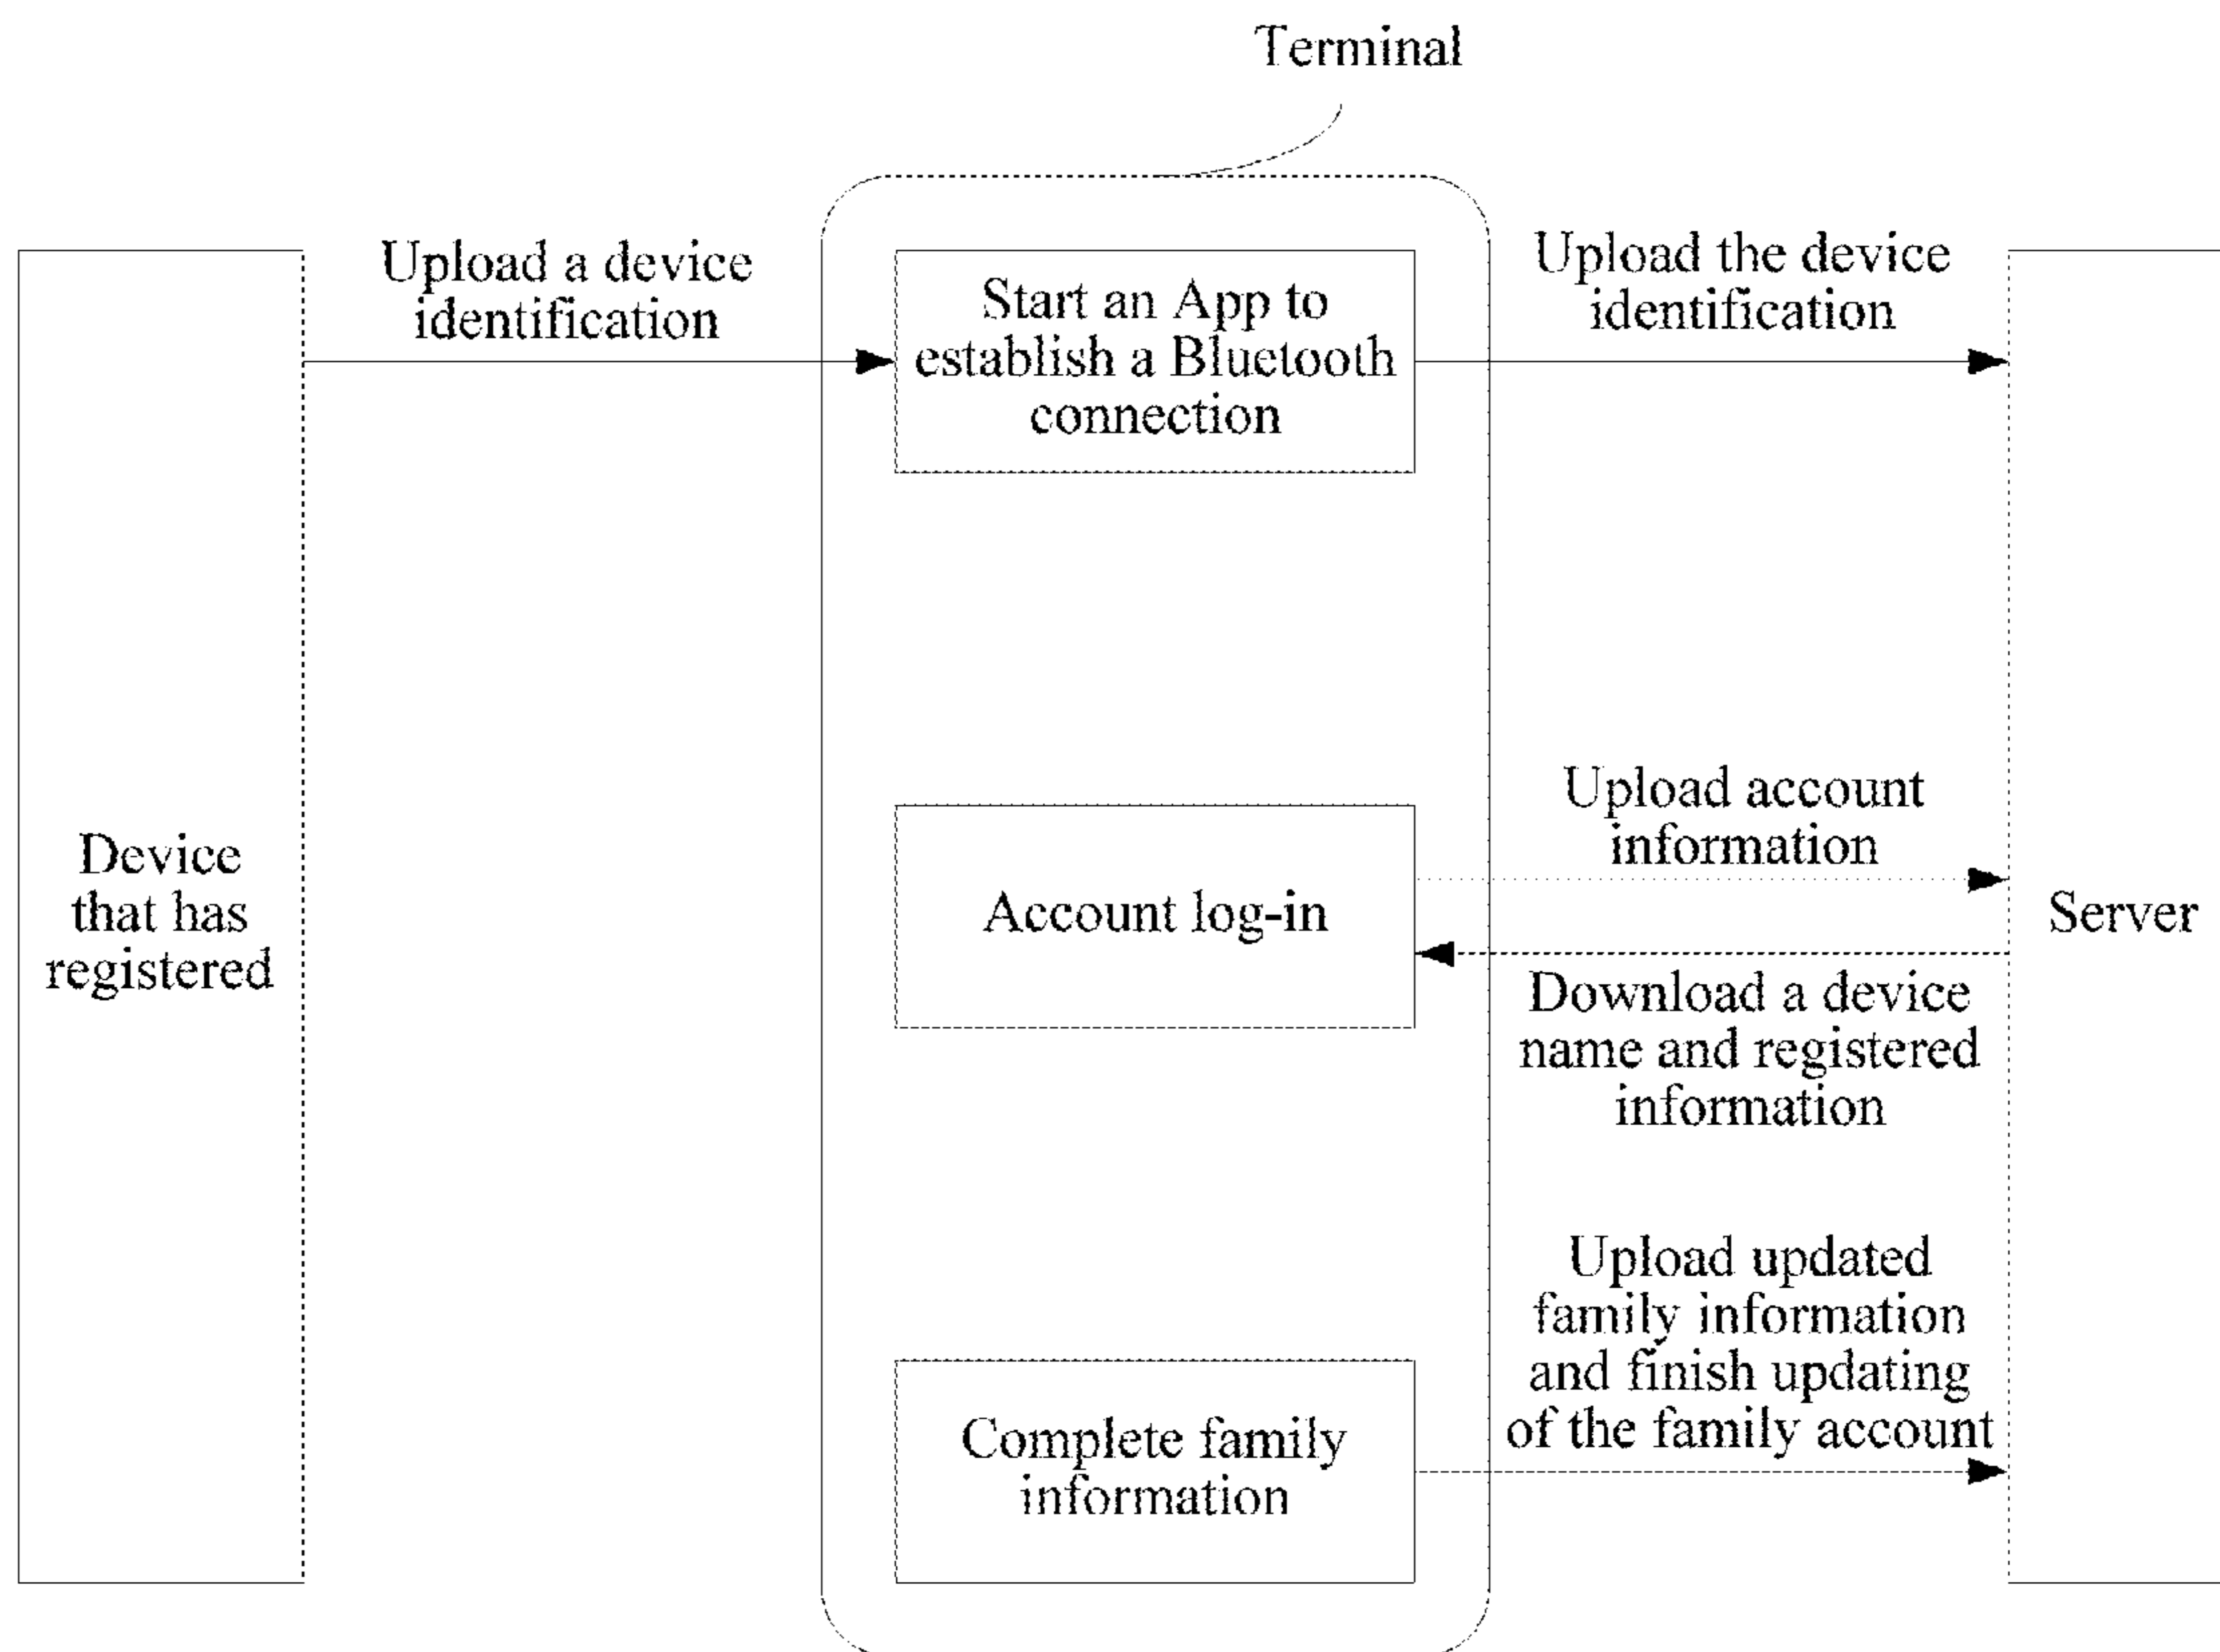 Terminal
Upload a device
identification
Start an App to
establish a Bluetooth
connection
Upload the device
identification
Device
that has
registered
Account log-in
Upload account
information
Server
Download a device
name and registered
information
Complete family
information
Upload updated
family information
and finish updating
of the family account